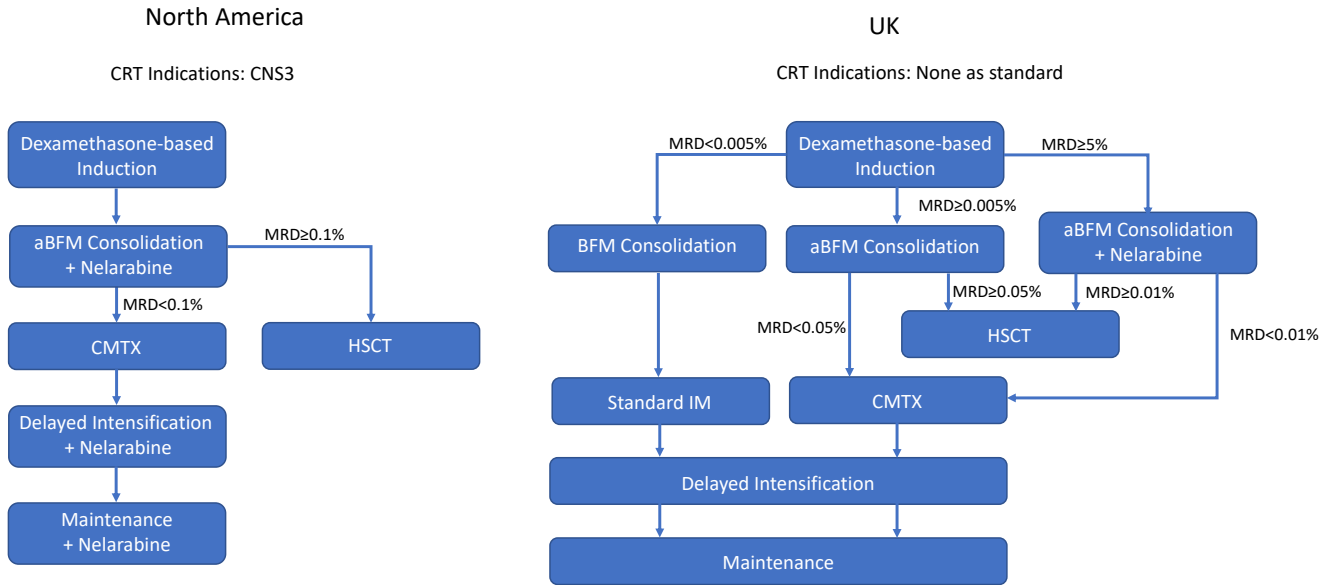 North America
CRT Indications: CNS3
Dexamethasone-based
Induction
aBFM Consolidation
+ Nelarabine
MRD≥0.1%
MRD<0.1%
CMTX
HSCT
Delayed Intensification
+ Nelarabine
Maintenance
+ Nelarabine
UK
CRT Indications: None as standard
MRD<0.005%
Dexamethasone-based
Induction
MRD≥5%
MRD≥0.005%
BFM Consolidation
aBFM Consolidation
aBFM Consolidation
+ Nelarabine
MRD≥0.05%
MRD≥0.01%
MRD<0.05%
HSCT
MRD<0.01%
Standard IM
CMTX
Delayed Intensification
Maintenance